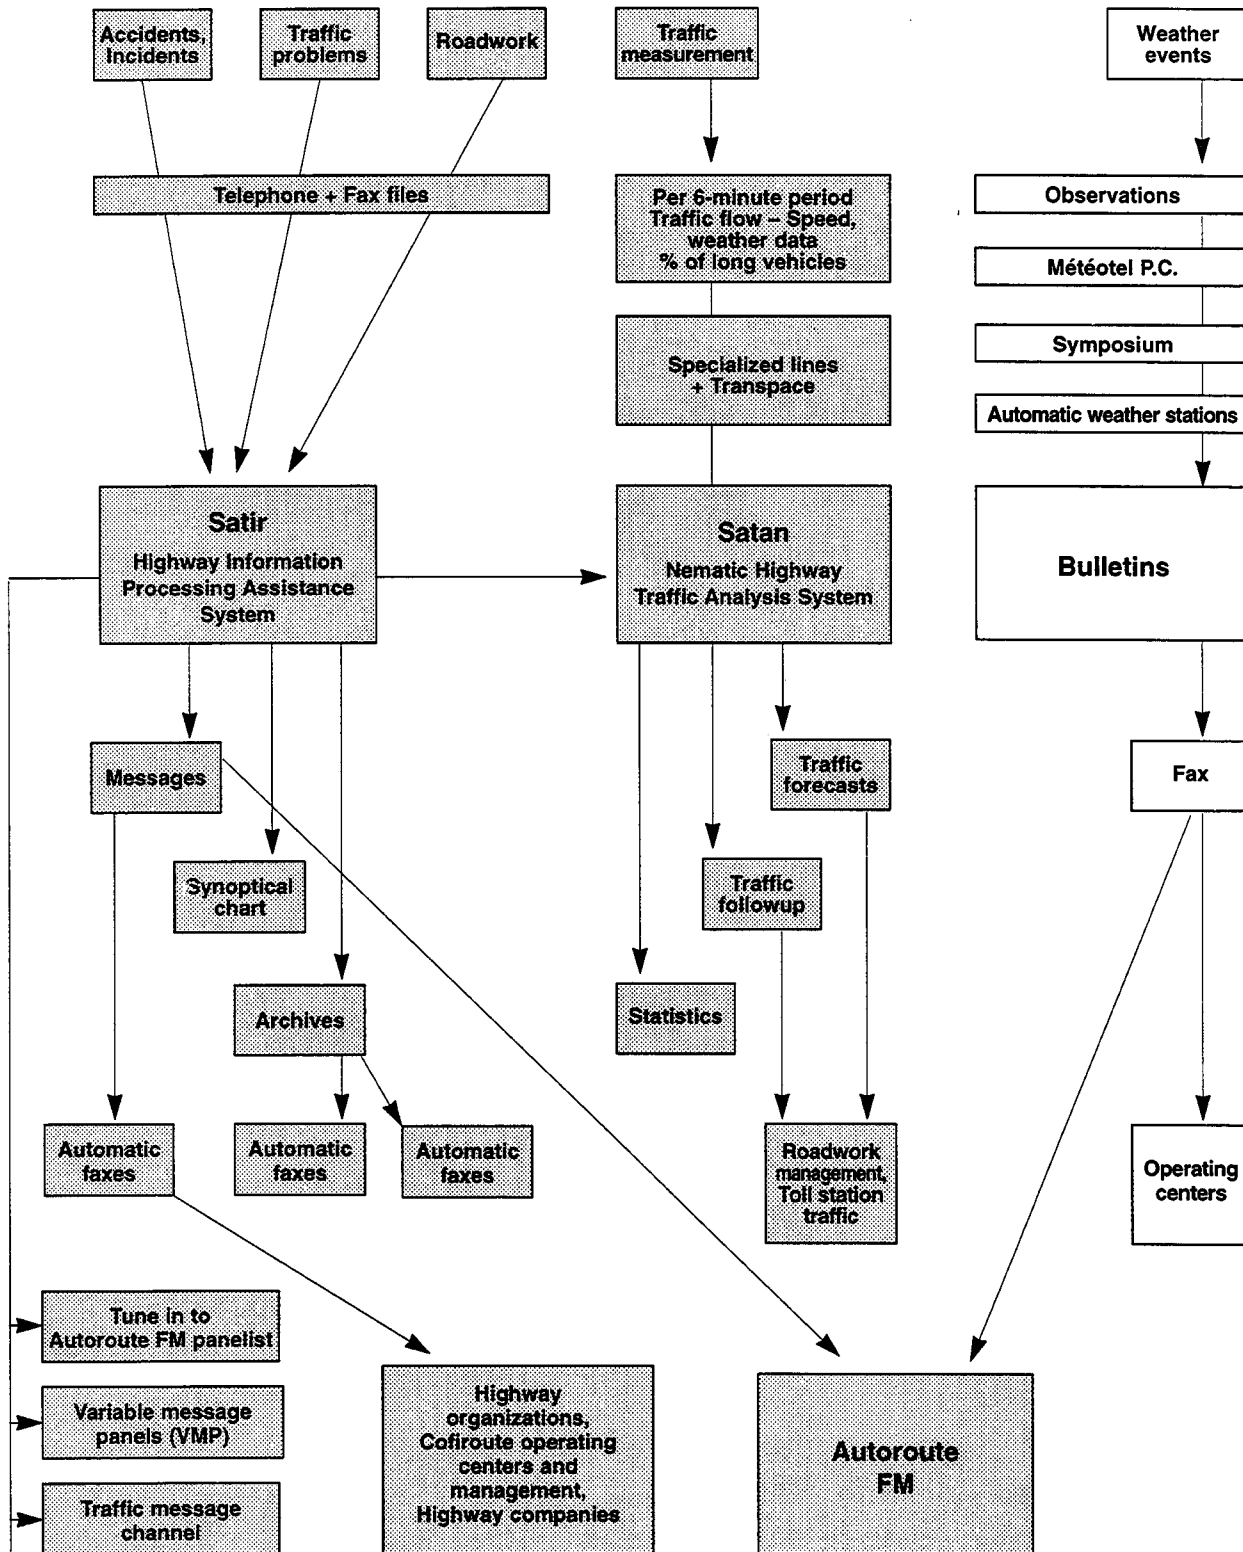 Accidents,
Incidents
Traffic
problems
Roadwork
Traffic
measurement
Weather
events
Telephone + Fax files
Per 6-minute period
Traffic flow – Speed,
weather data
% of long vehicles
Observations
Météotel P.C.
Symposium
Automatic weather stations
Specialized lines
+ Transpace
Satir
Highway Information
Processing Assistance
System
Satan
Nematic Highway
Traffic Analysis System
Bulletins
Messages
Traffic
forecasts
Fax
Synoptical
chart
Traffic
followup
Archives
Statistics
Automatic
faxes
Automatic
faxes
Automatic
faxes
Roadwork
management,
Toll station
traffic
Operating
centers
Tune in to
Autoroute FM panelist
Variable message
panels (VMP)
Traffic message
channel
Highway
organizations,
Cofiroute operating
centers and
management,
Highway companies
Autoroute
FM